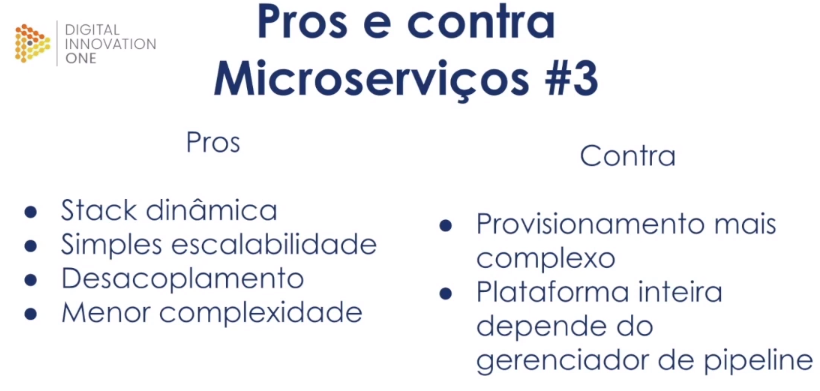 DIGITAL
INNOVATION
ONE
Pros e contra
Microserviços #3
Pros
● Stack dinâmica
● Simples escalabilidade
● Desacoplamento
● Menor complexidade
Contra
● Provisionamento mais
complexo
● Plataforma inteira
depende do
gerenciador de pipeline